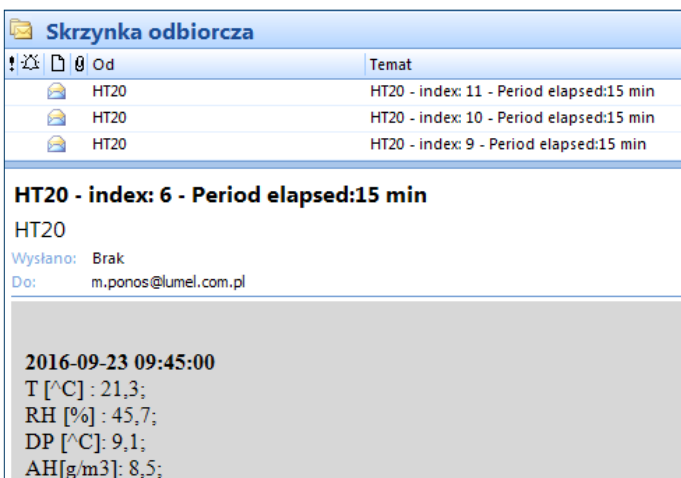 Skrzynka odbiorcza
Od Temat
HT20 HT20 - index: 11 - Period elapsed:15 min
HT20 HT20 - index: 10 - Period elapsed:15 min
HT20 HT20 - index: 9 - Period elapsed:15 min
HT20 - index: 6 - Period elapsed:15 min
HT20
Wysłano: Brak
Do: m.ponos@lumel.com.pl
2016-09-23 09:45:00
T [^C] : 21,3;
RH [%] : 45,7;
DP [^C]: 9,1;
AH[g/m3]: 8,5;